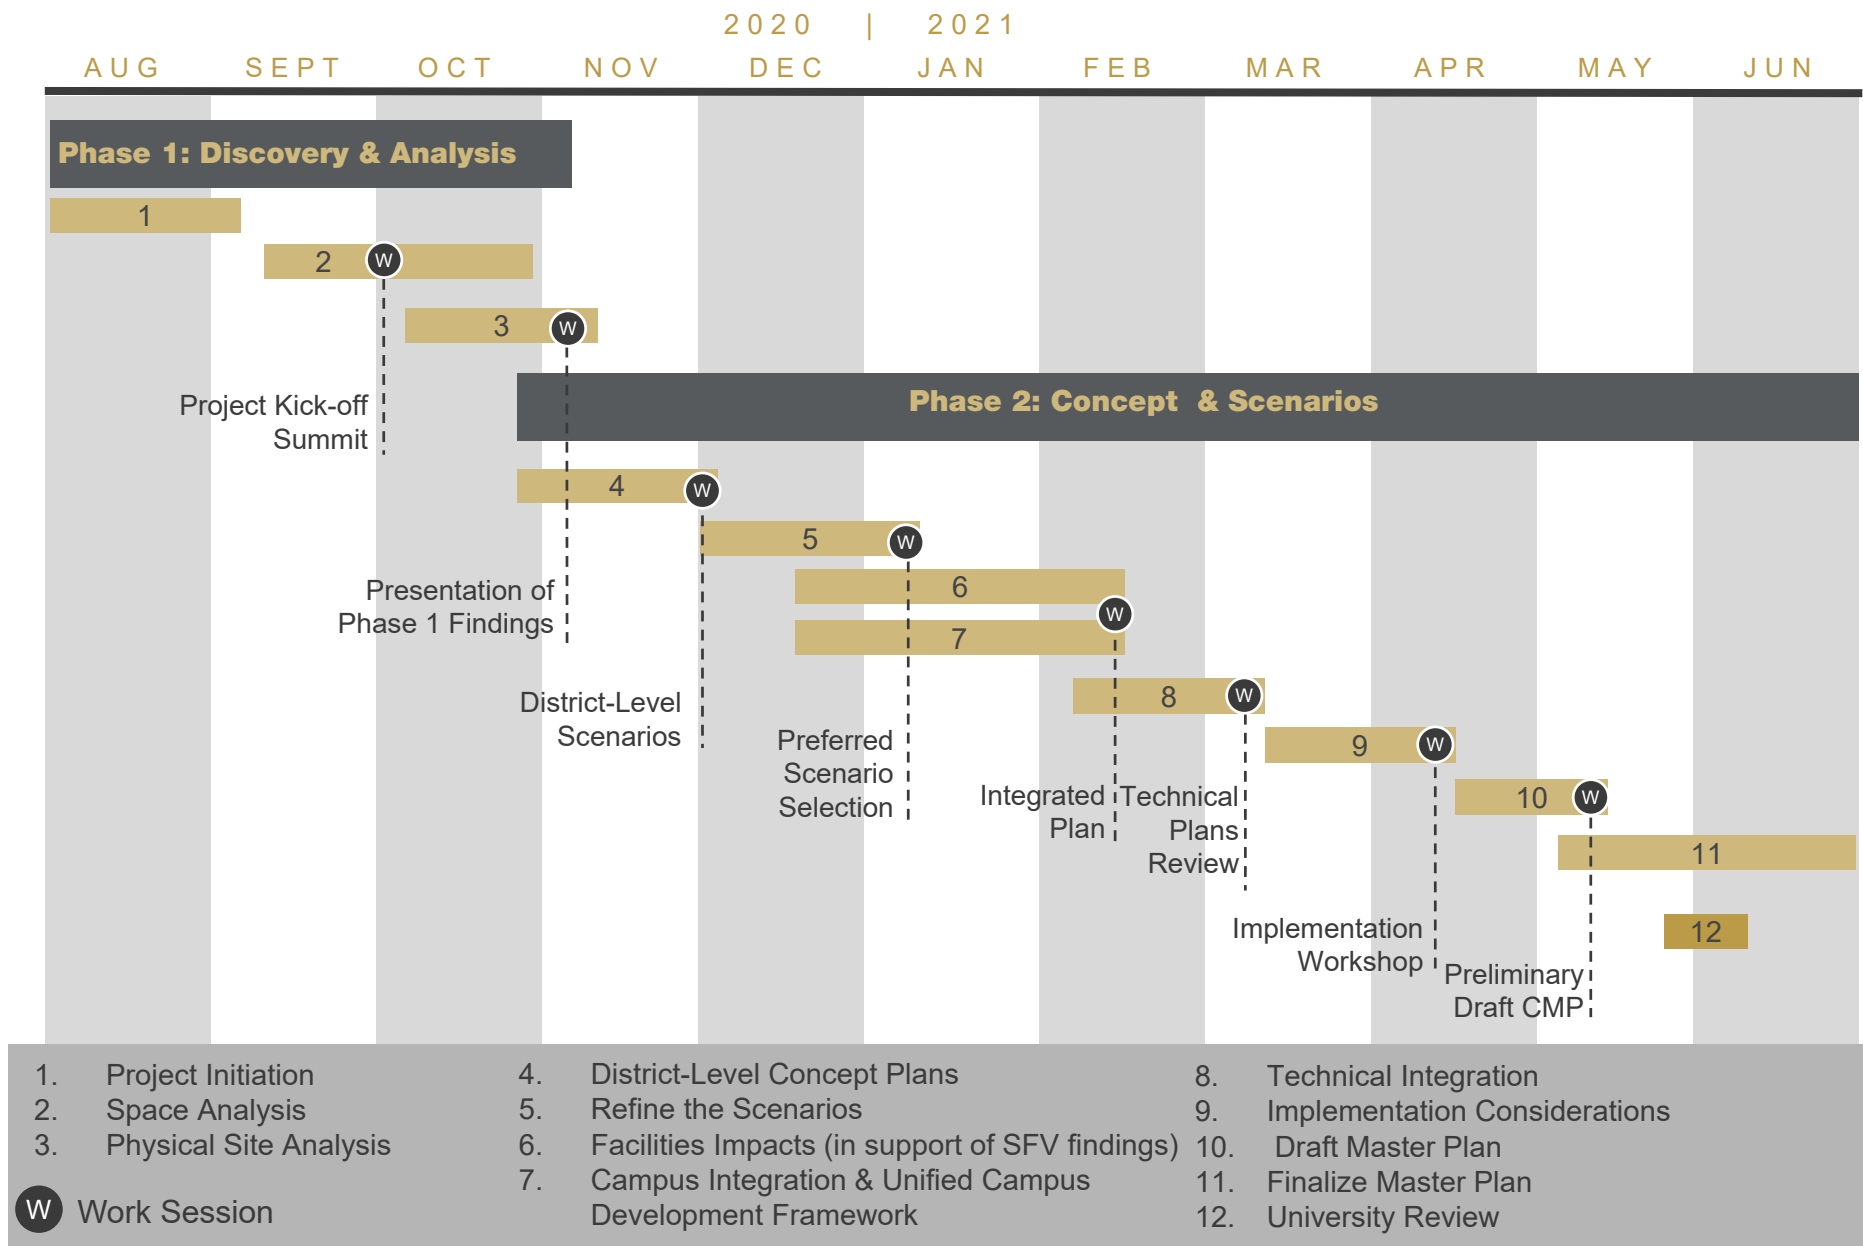 2020 | 2021
AUG SEPT OCT NOV DEC JAN FEB MAR APR MAY JUN
Phase 1: Discovery & Analysis
1
2 W
3 W
Project Kick-off
Summit
Phase 2: Concept & Scenarios
4 W
5 W
Presentation of
Phase 1 Findings
6
W
7
District-Level
Scenarios
8 W
Preferred
Scenario
Selection
9 W
Integrated
Plan
Technical
Plans
Review
10 W
11
Implementation
Workshop
12
Preliminary
Draft CMP
1. Project Initiation
2. Space Analysis
3. Physical Site Analysis
W Work Session
4. District-Level Concept Plans
5. Refine the Scenarios
6. Facilities Impacts (in support of SFV findings)
7. Campus Integration & Unified Campus
Development Framework
8. Technical Integration
9. Implementation Considerations
10. Draft Master Plan
11. Finalize Master Plan
12. University Review